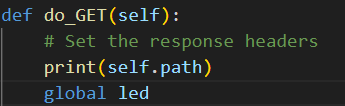 def do_GET(self):
    # Set the response headers
    print(self.path)
    global led